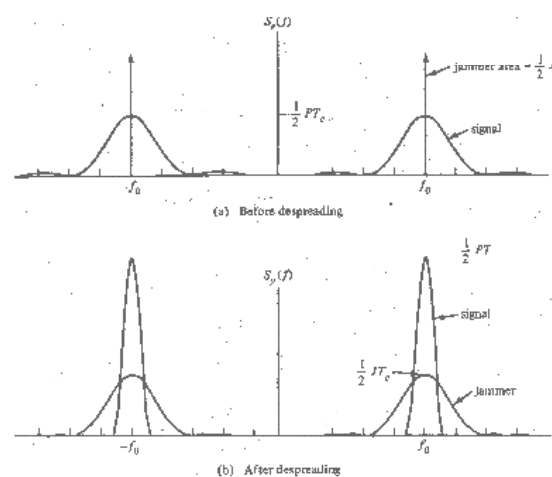 S_r(f)
jammer area = 1/2 J
1/2 PT_c
signal
f_0
f_0
(a) Before despreading
1/2 PT
S_y(f)
signal
1/2 JT_c
jammer
-f_0
f_0
(b) After despreading